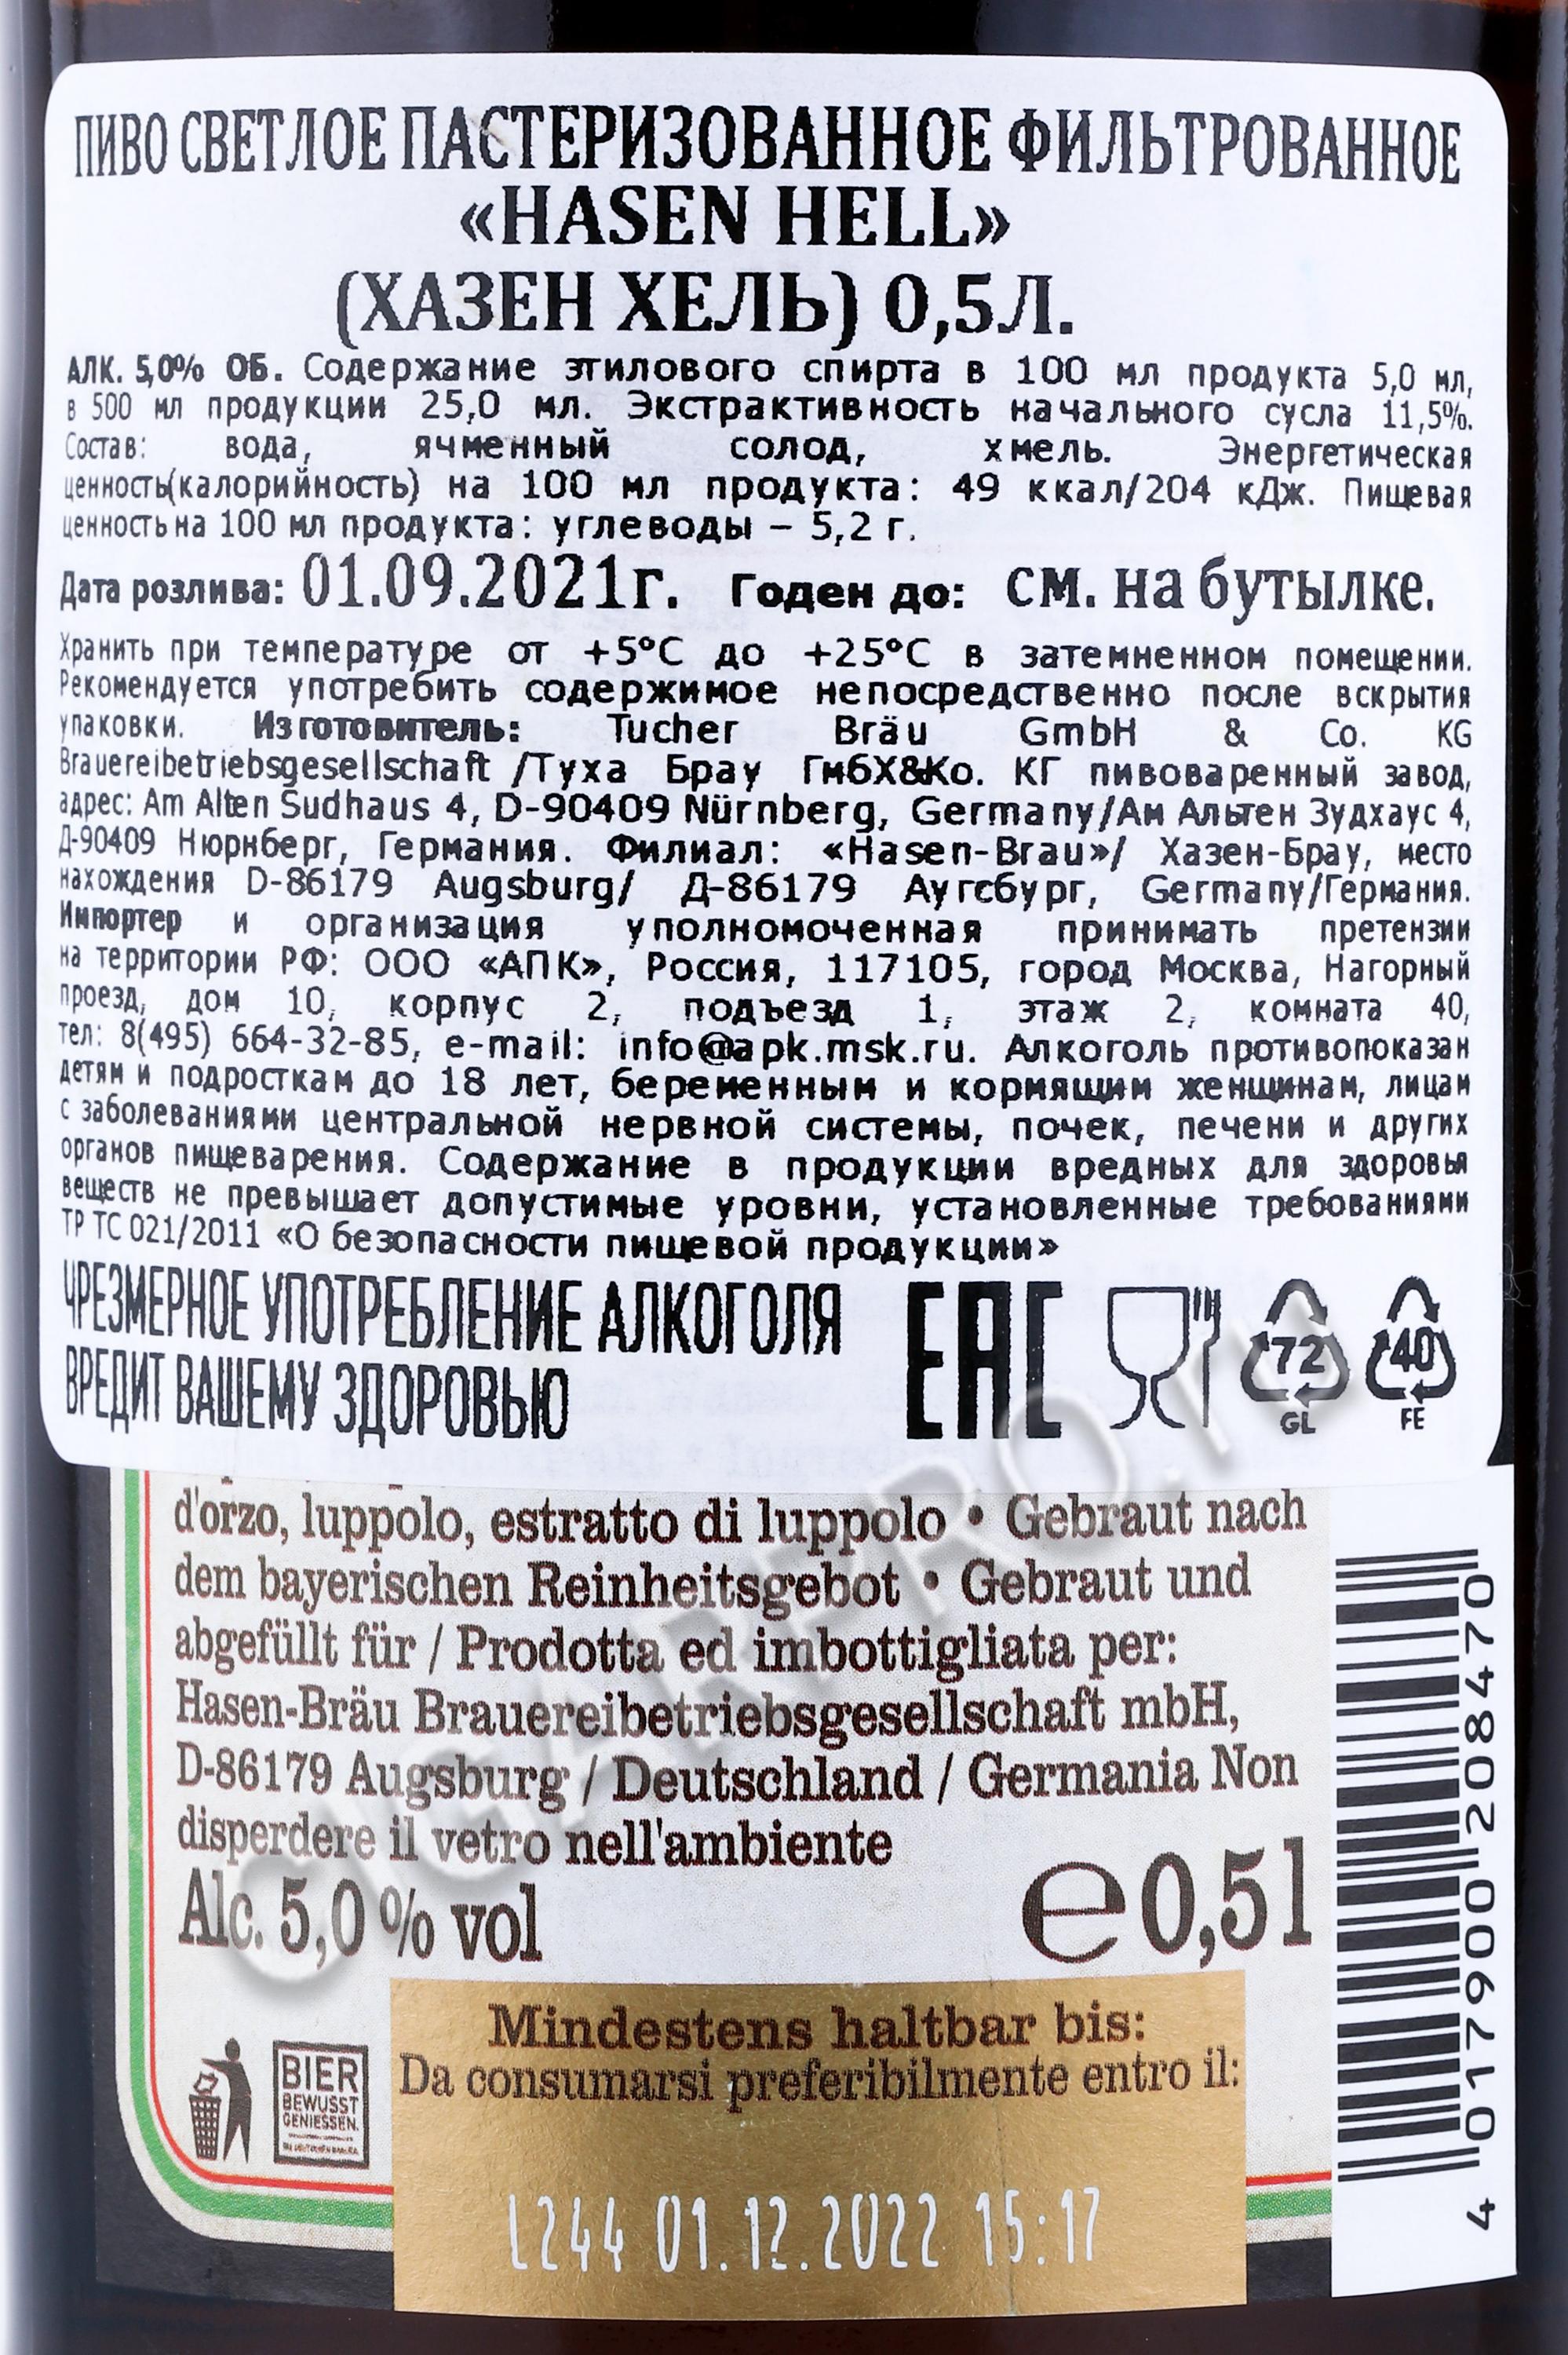 ПИВО СВЕТЛОЕ ПАСТЕРИЗОВАННОЕ ФИЛЬТРОВАННОЕ
«HASEN HELL»
(ХАЗЕН ХЕЛЬ) 0,5Л.
АЛК. 5,0% ОБ. Содержание этилового спирта в 100 мл продукта 5,0 мл,
в 500 мл продукции 25,0 мл. Экстрактивность начального сусла 11,5%.
Состав: вода, ячменный солод, хмель. Энергетическая
ценность(калорийность) на 100 мл продукта: 49 ккал/204 кДж. Пищевая
ценность на 100 мл продукта: углеводы – 5,2 г.
Дата розлива: 01.09.2021г. Годен до: см. на бутылке.
Хранить при температуре от +5°C до +25°C в затемненном помещении.
Рекомендуется употребить содержимое непосредственно после вскрытия
упаковки. Изготовитель: Tucher Bräu GmbH & Co. KG
Brauereibetriebsgesellschaft /Туха Брау ГмбХ&Ко. КГ пивоваренный завод,
адрес: Am Alten Sudhaus 4, D-90409 Nürnberg, Germany/Ам Альтен Зудхаус 4,
Д-90409 Нюрнберг, Германия. Филиал: «Hasen-Brau»/ Хазен-Брау, место
нахождения D-86179 Augsburg/ Д-86179 Аугсбург, Germany/Германия.
Импортер и организация уполномоченная принимать претензии
на территории РФ: ООО «АПК», Россия, 117105, город Москва, Нагорный
проезд, дом 10, корпус 2, подъезд 1, этаж 2, комната 40,
тел: 8(495) 664-32-85, e-mail: info@apk.msk.ru. Алкоголь противопоказан
детям и подросткам до 18 лет, беременным и кормящим женщинам, лицам
с заболеваниями центральной нервной системы, почек, печени и других
органов пищеварения. Содержание в продукции вредных для здоровья
веществ не превышает допустимые уровни, установленные требованиями
ТР ТС 021/2011 «О безопасности пищевой продукции»
ЧРЕЗМЕРНОЕ УПОТРЕБЛЕНИЕ АЛКОГОЛЯ
ВРЕДИТ ВАШЕМУ ЗДОРОВЬЮ
EAC
72
GL
40
FE
d'orzo, luppolo, estratto di luppolo • Gebraut nach
dem bayerischen Reinheitsgebot • Gebraut und
abgefüllt für / Prodotta ed imbottigliata per:
Hasen-Bräu Brauereibetriebsgesellschaft mbH,
D-86179 Augsburg / Deutschland / Germania Non
disperdere il vetro nell'ambiente
Alc. 5,0 % vol
℮ 0,5 l
BIER
BEWUSST
GENIESSEN.
Mindestens haltbar bis:
Da consumarsi preferibilmente entro il:
L244 01.12.2022 15:17
4 017900 208470
CIGARPRO.ru